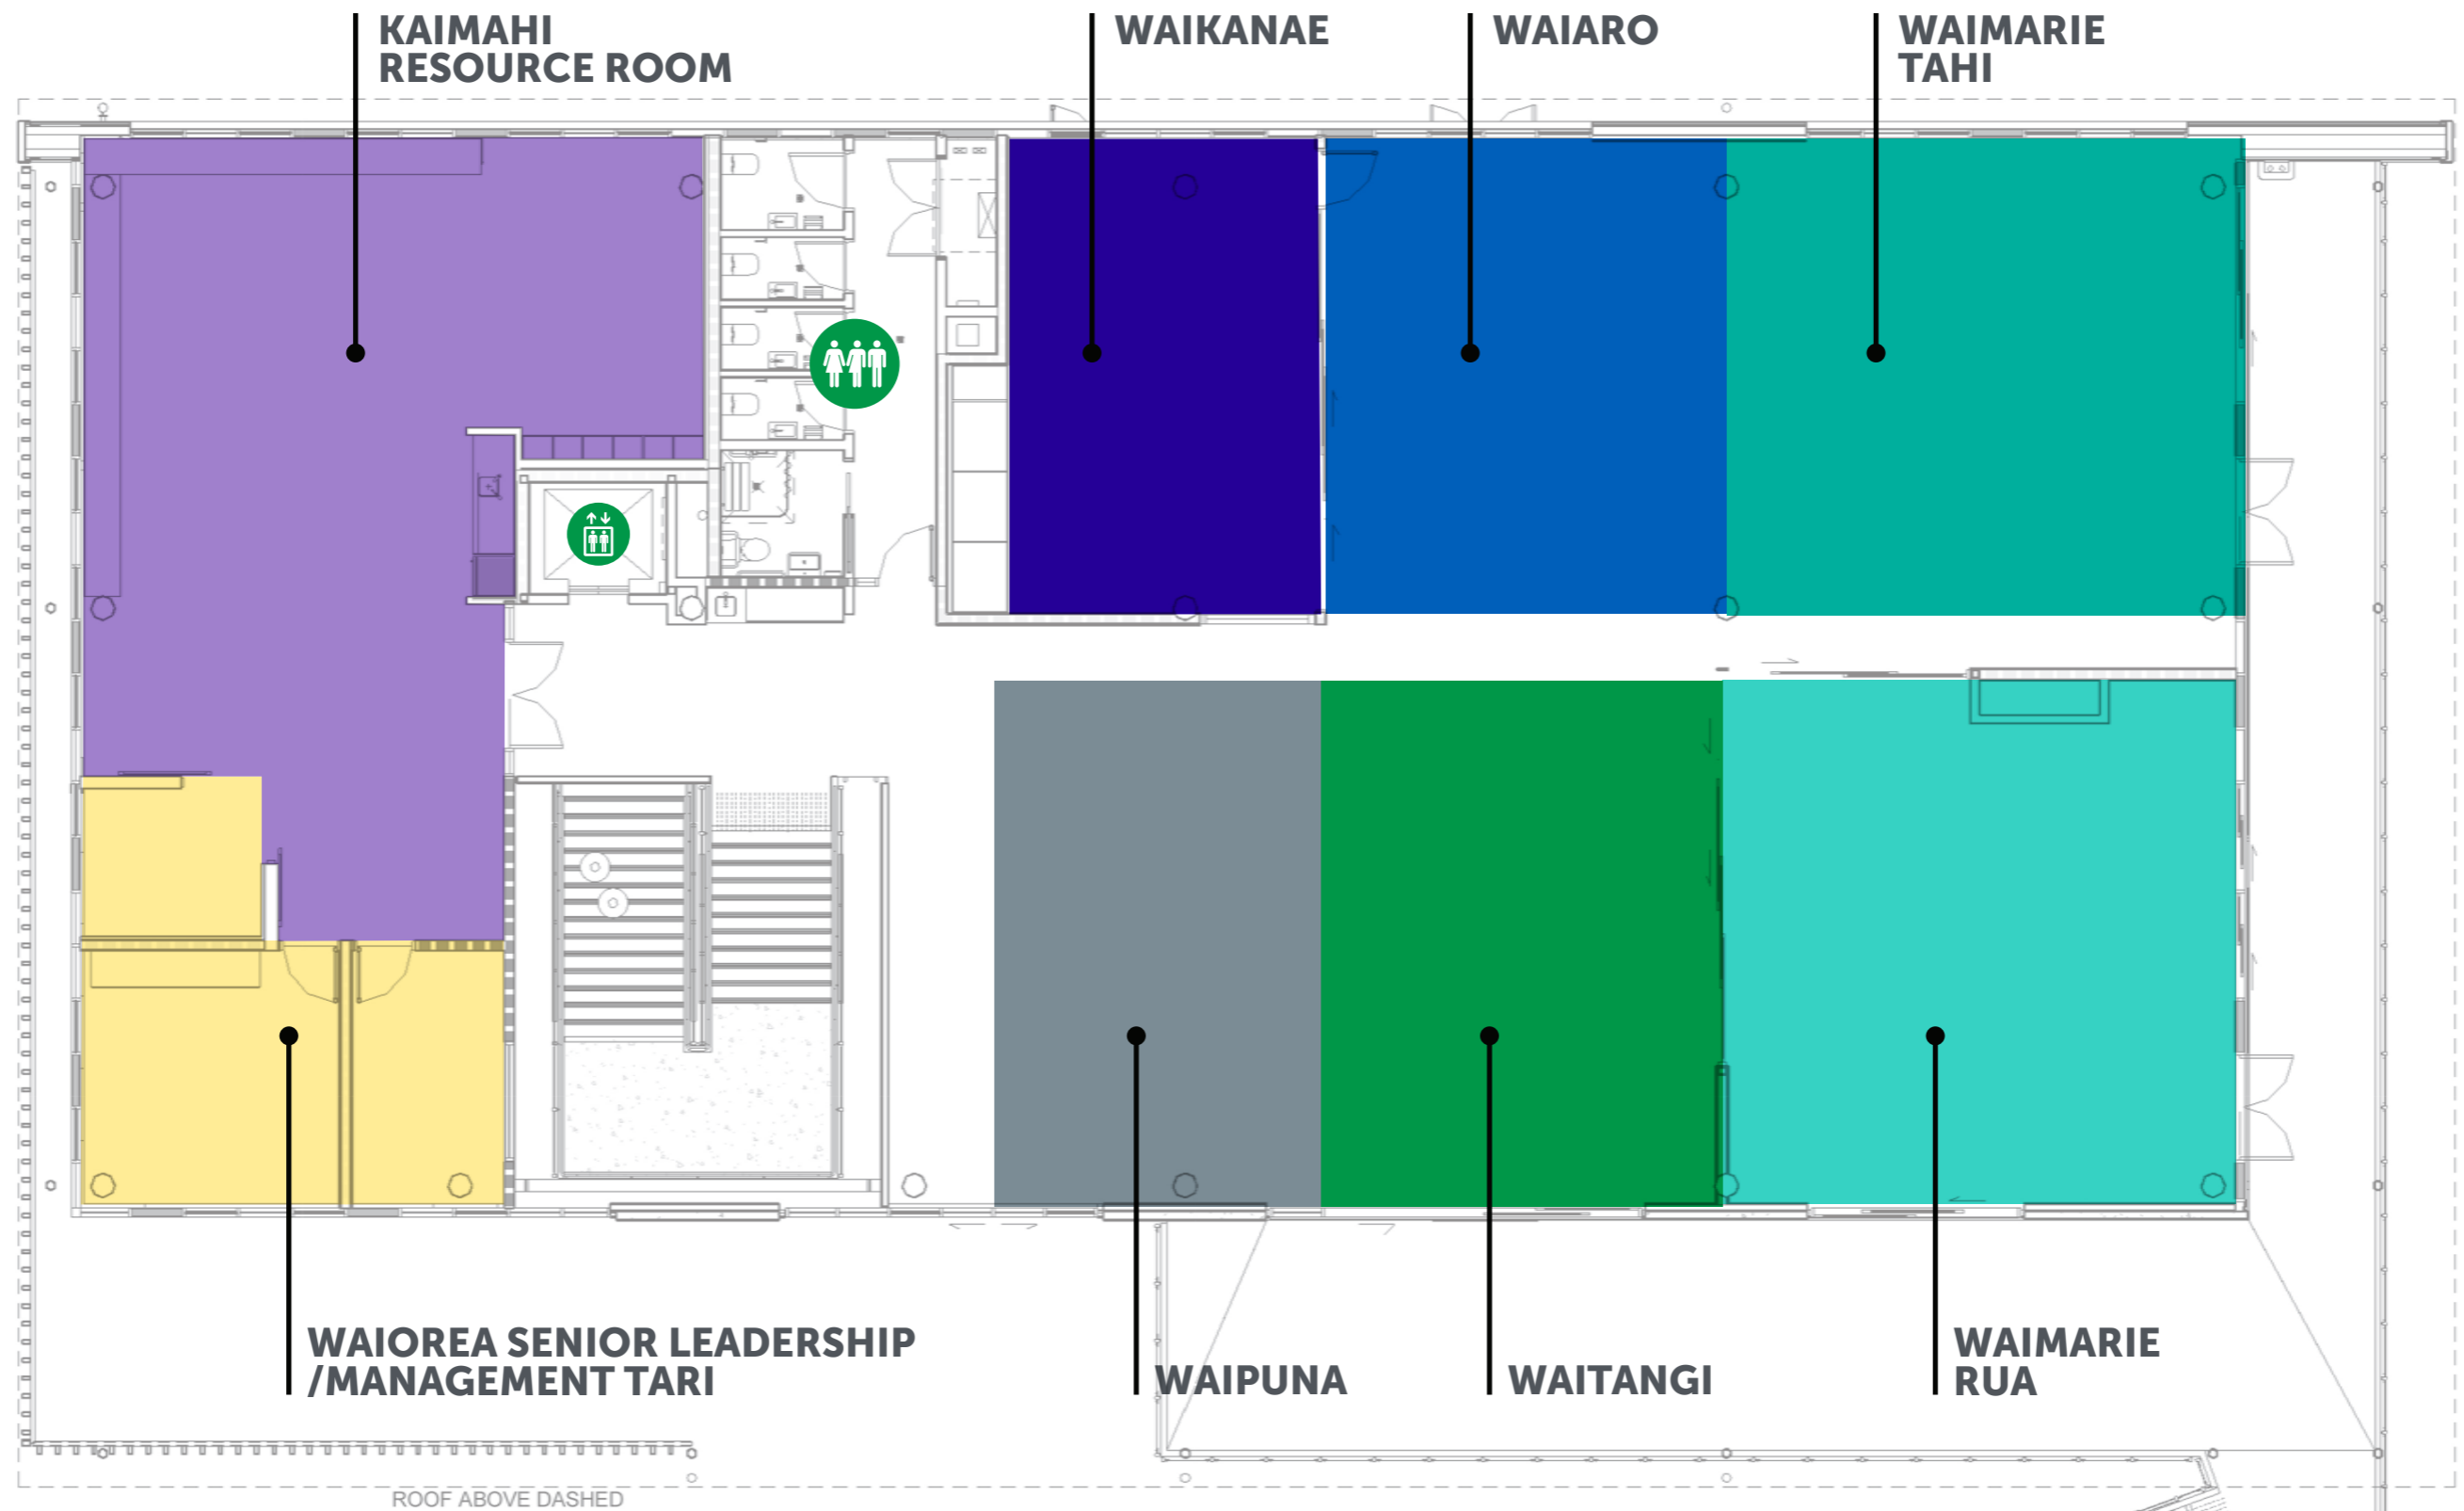 KAIMAHI
RESOURCE ROOM
WAIKANAE
WAIARO
WAIMARIE
TAHI
WAIOREA SENIOR LEADERSHIP
/MANAGEMENT TARI
WAIPUNA
WAITANGI
WAIMARIE
RUA
ROOF ABOVE DASHED